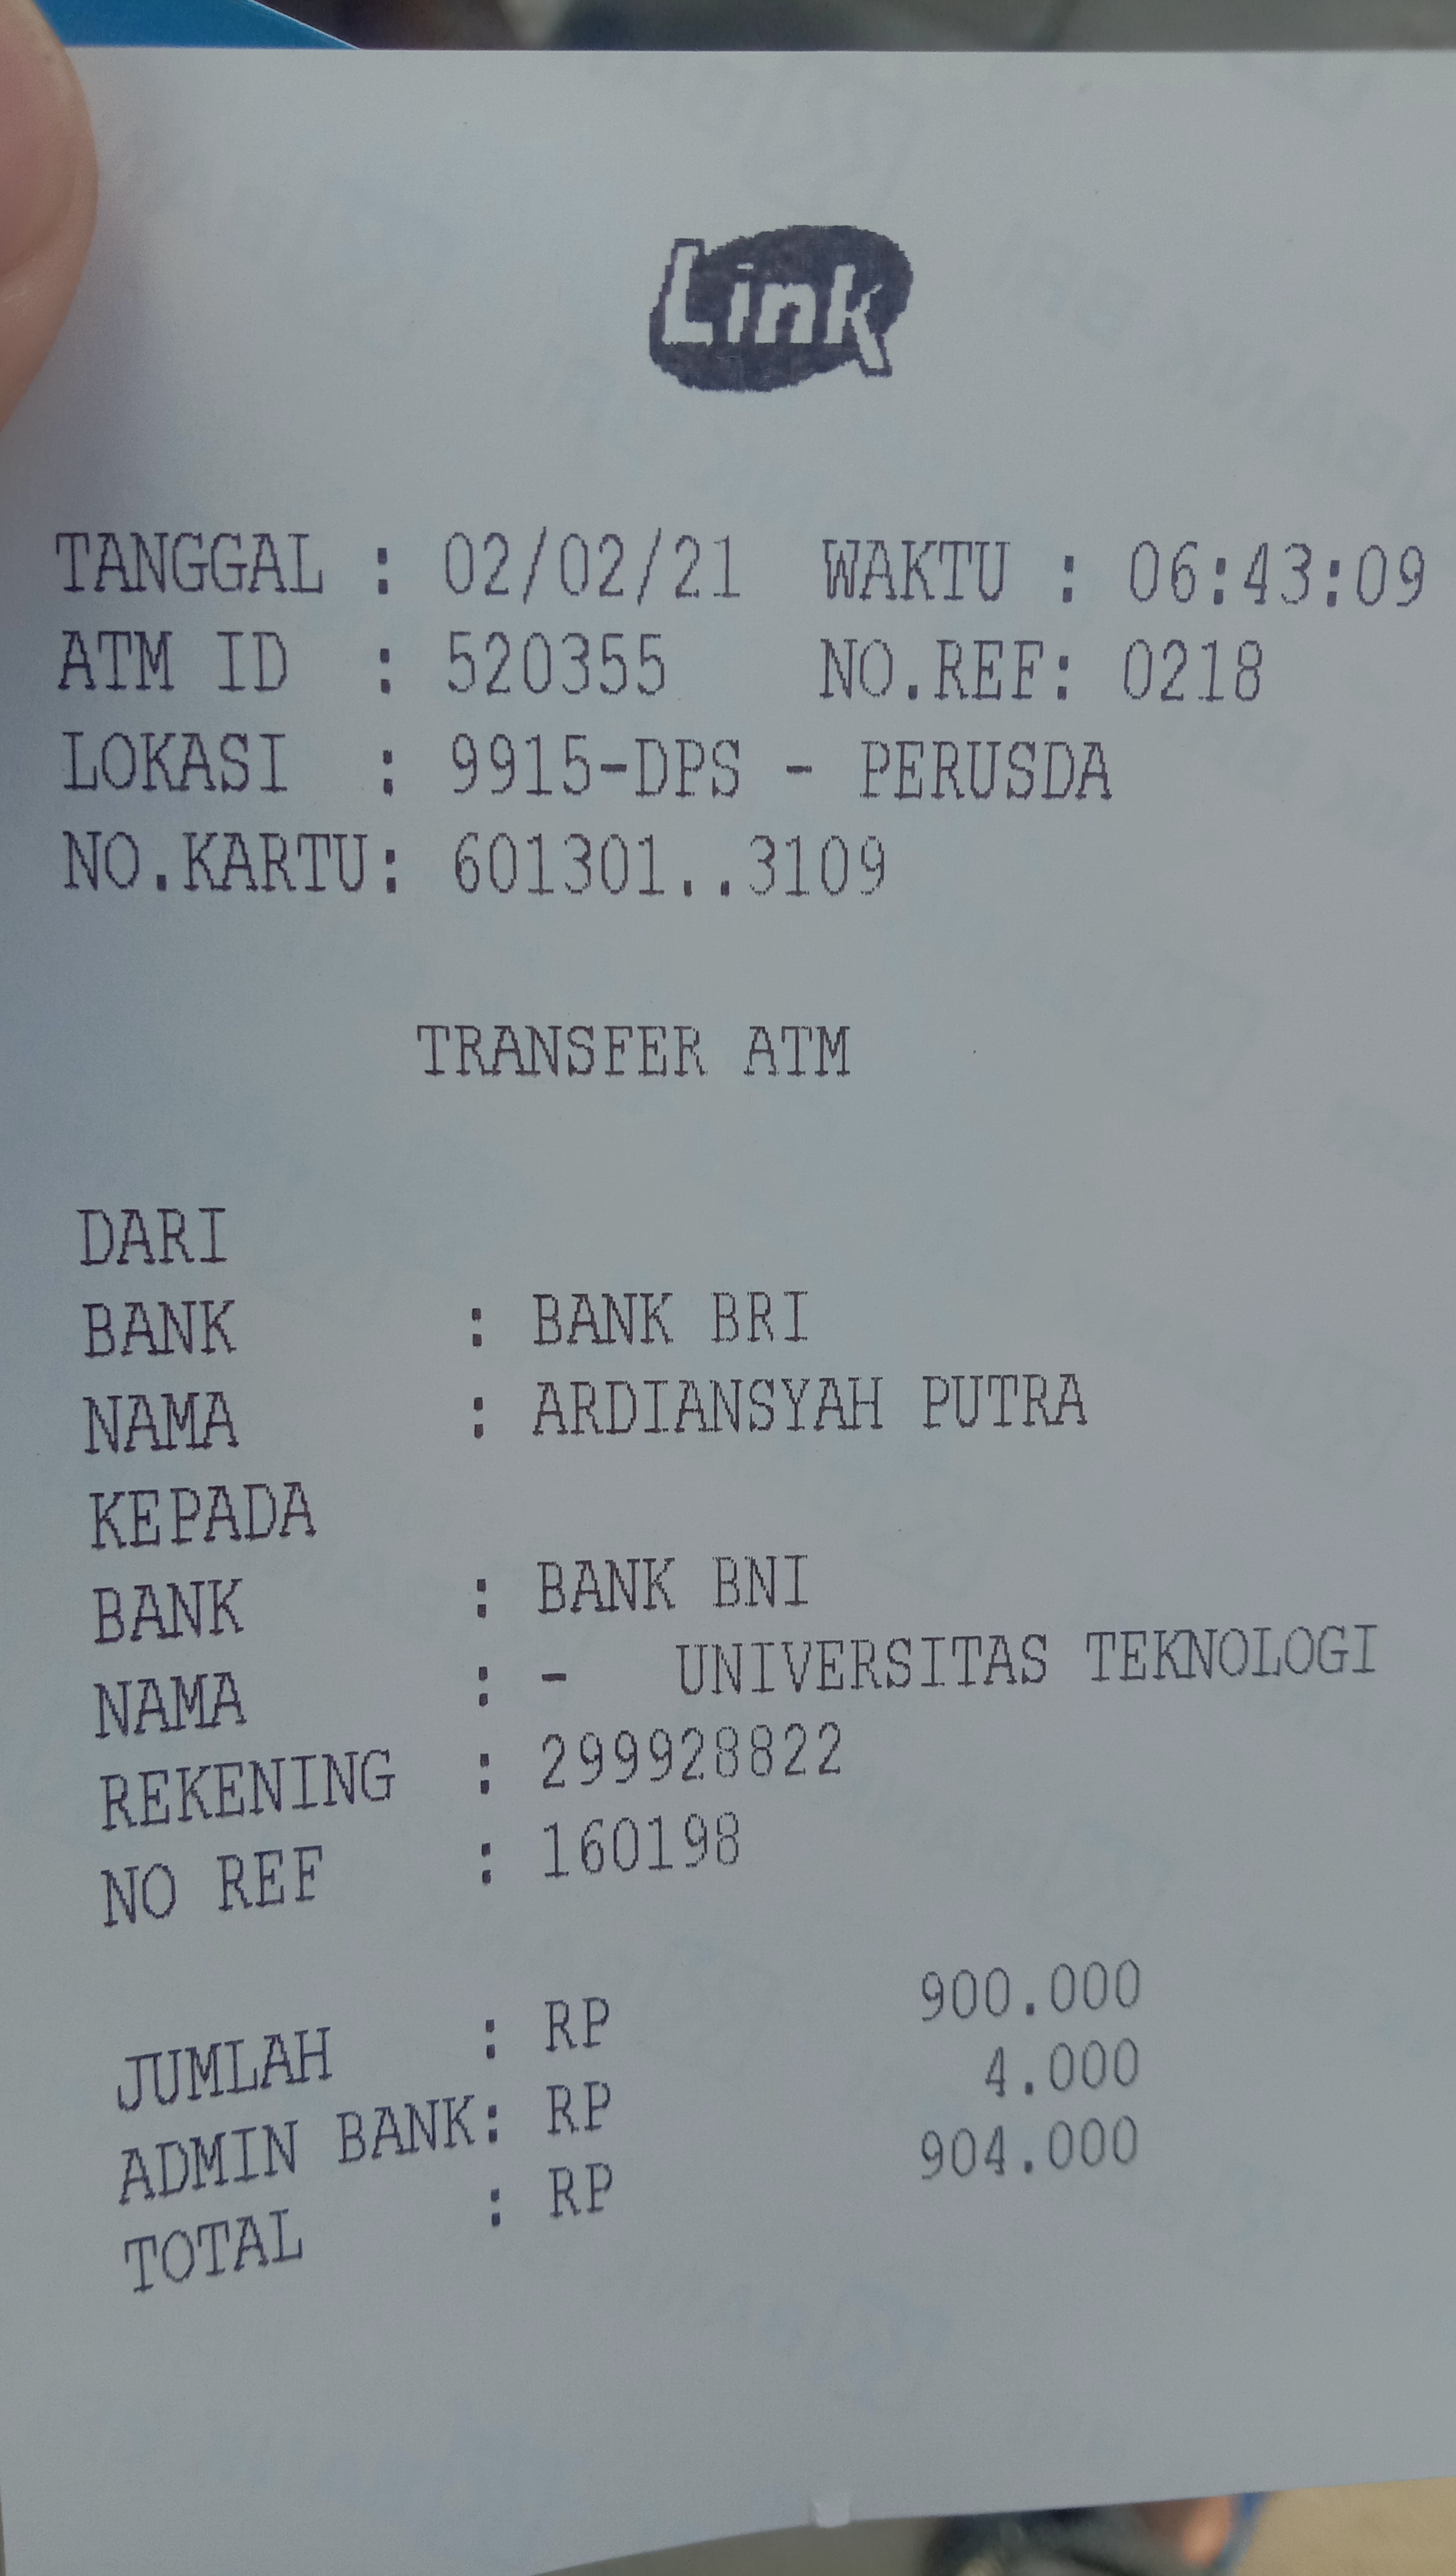 Link
TANGGAL : 02/02/21 WAKTU : 06:43:09
ATM ID : 520355 NO.REF: 0218
LOKASI : 9915-DPS - PERUSDA
NO.KARTU: 601301..3109
TRANSFER ATM
DARI
BANK : BANK BRI
NAMA : ARDIANSYAH PUTRA
KEPADA
BANK : BANK BNI
NAMA : - UNIVERSITAS TEKNOLOGI
REKENING : 299928822
NO REF : 160198
JUMLAH : RP 900.000
ADMIN BANK: RP 4.000
TOTAL : RP 904.000